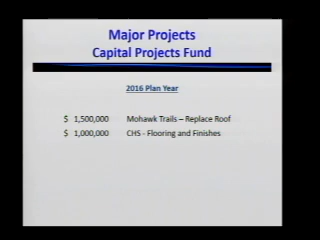 Major Projects
Capital Projects Fund
2016 Plan Year
$ 1,500,000 Mohawk Trails – Replace Roof
$ 1,000,000 CHS - Flooring and Finishes